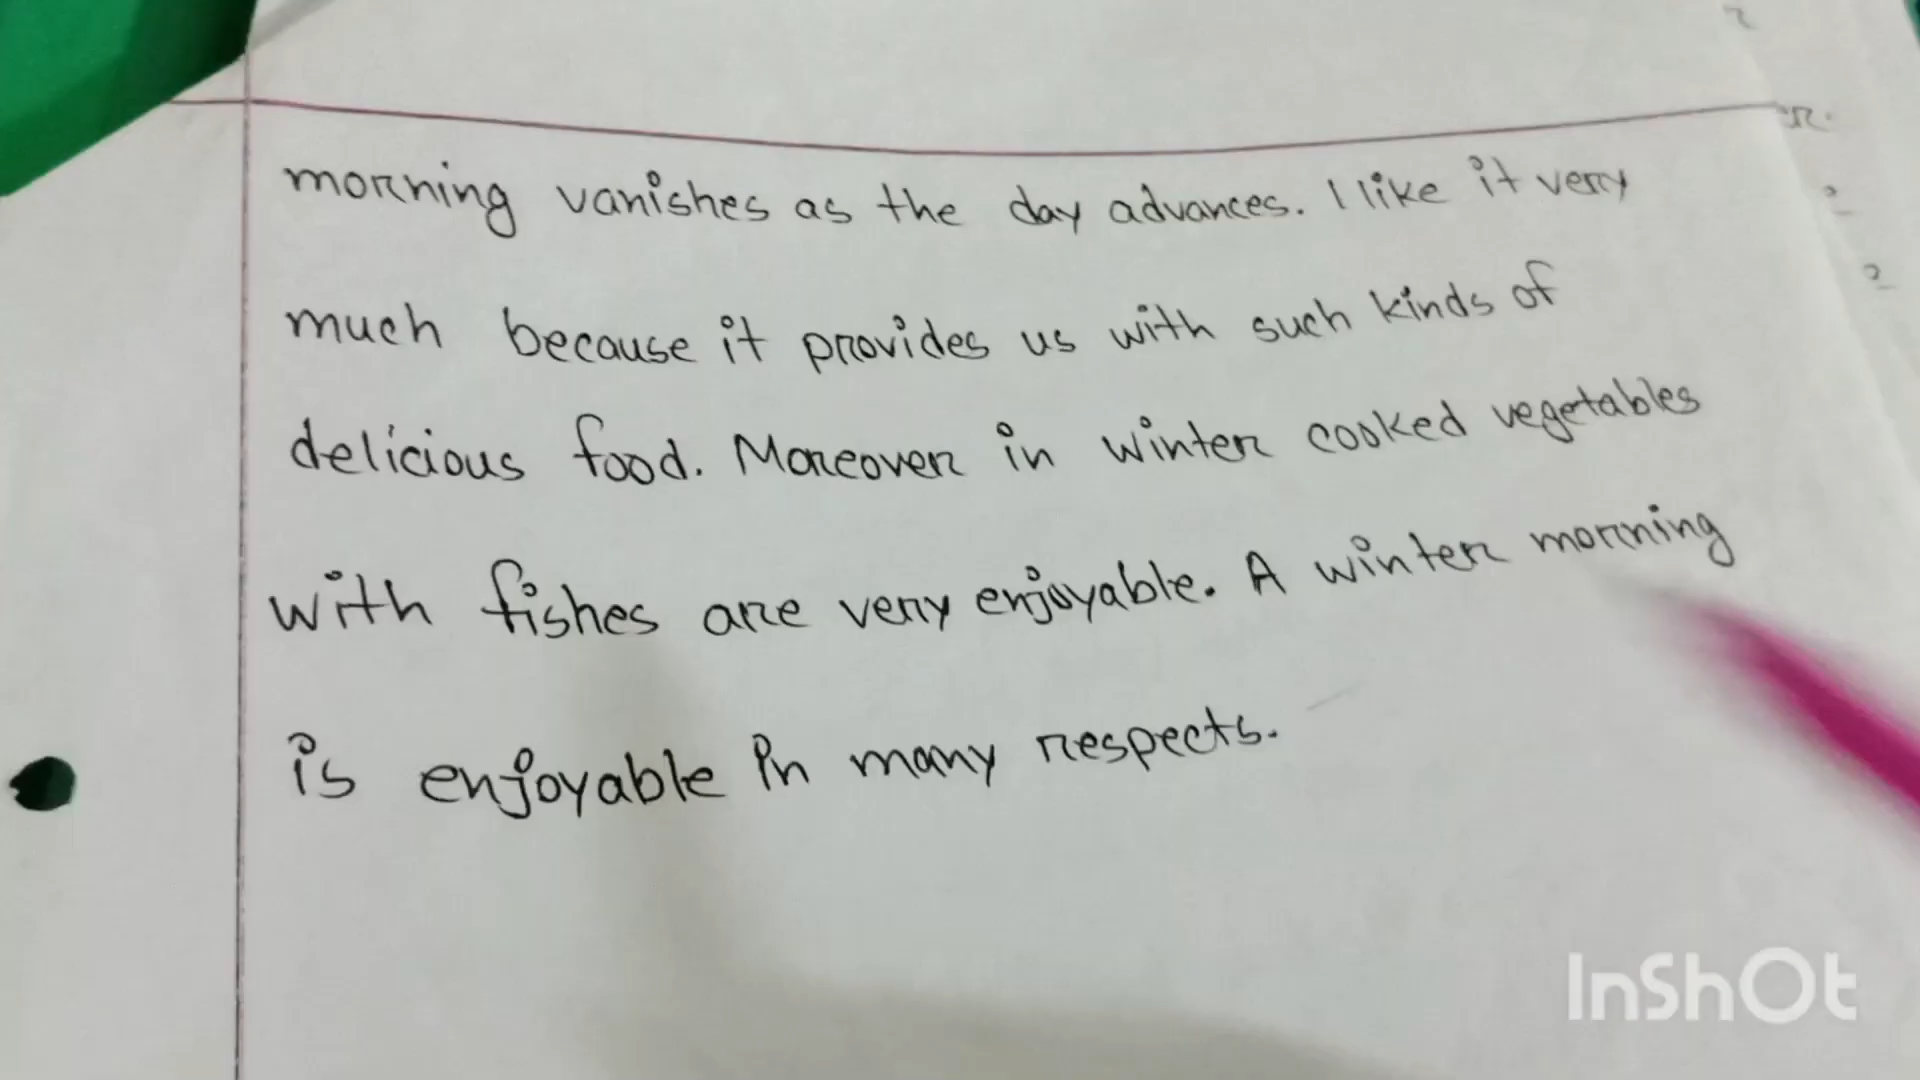 morning vanishes as the day advances. I like it very
much because it provides us with such kinds of
delicious food. Moreover in winter cooked vegetables
with fishes are very enjoyable. A winter morning
is enjoyable in many respects.
InShOt